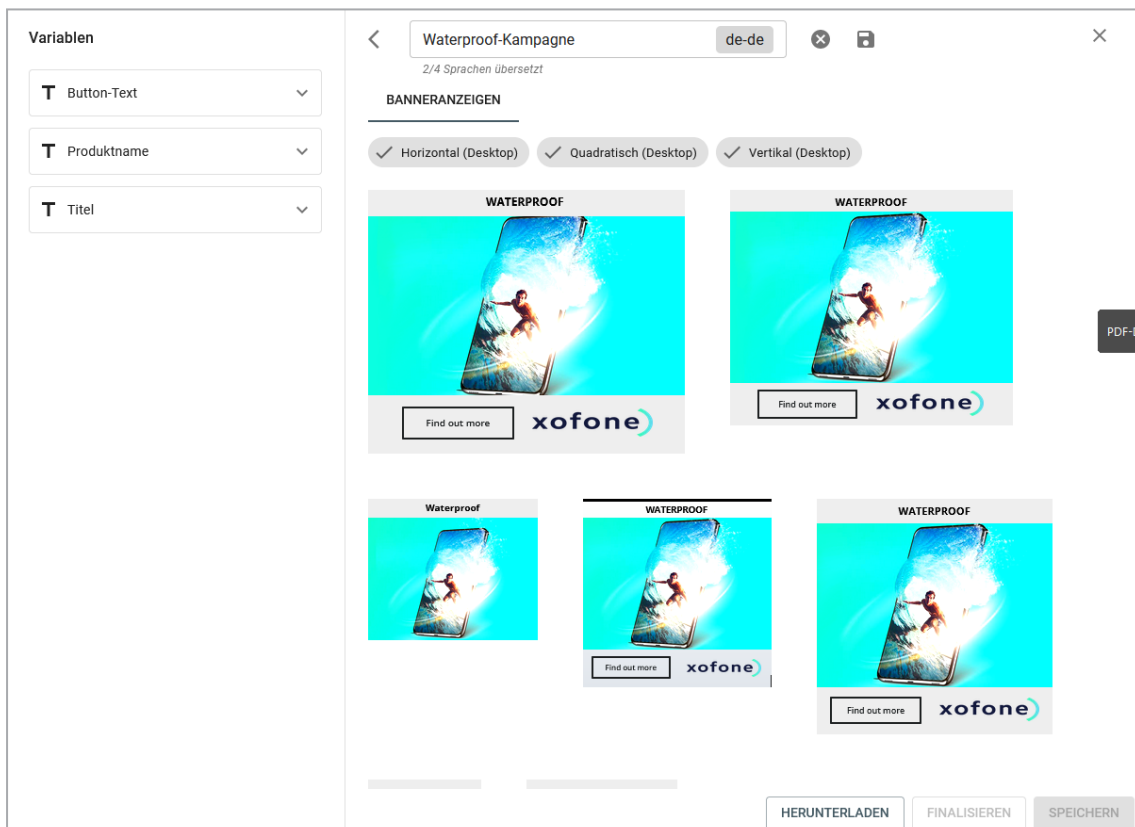 Variablen
Button-Text
Produktname
Titel
Waterproof-Kampagne de-de
2/4 Sprachen übersetzt
BANNERANZEIGEN
Horizontal (Desktop) Quadratisch (Desktop) Vertikal (Desktop)
WATERPROOF
Find out more xofone
WATERPROOF
Find out more xofone
Waterproof
WATERPROOF
Find out more xofone
WATERPROOF
Find out more xofone
PDF-
HERUNTERLADEN FINALISIEREN SPEICHERN